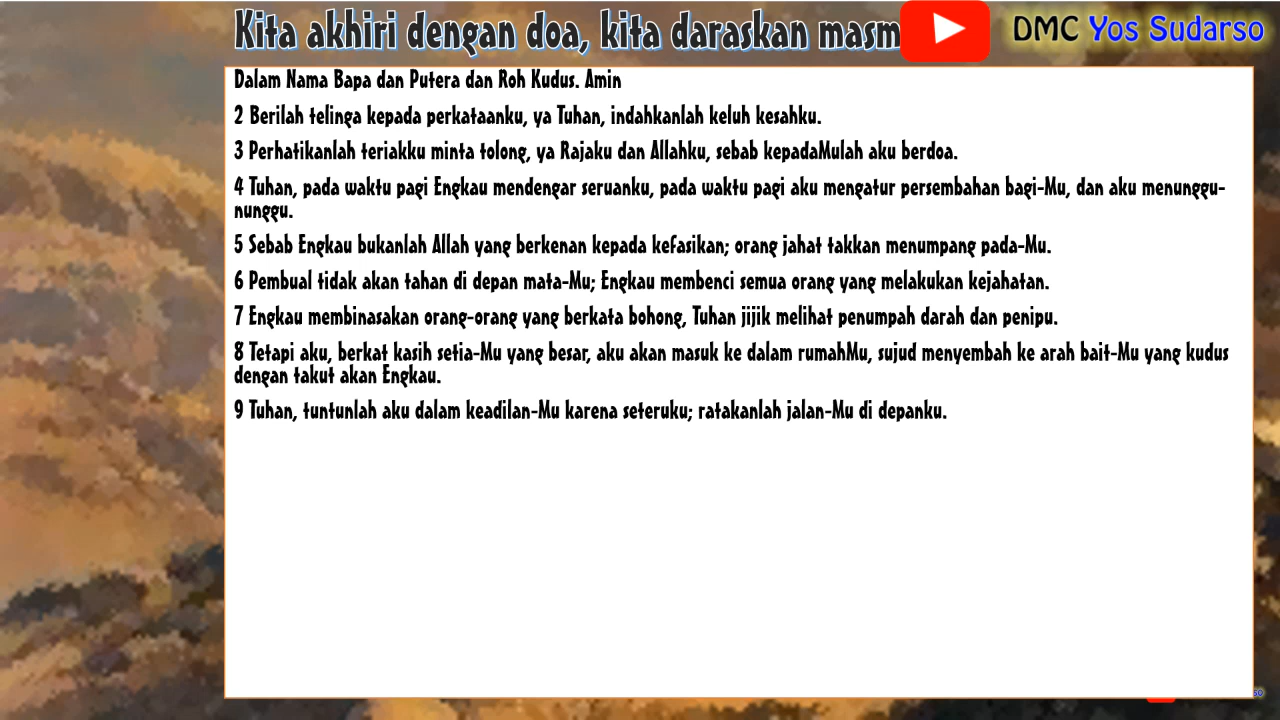 Kita akhiri dengan doa, kita daraskan masm
DMC Yos Sudarso
Dalam Nama Bapa dan Putera dan Roh Kudus. Amin
2 Berilah telinga kepada perkataanku, ya Tuhan, indahkanlah keluh kesahku.
3 Perhatikanlah teriakku minta tolong, ya Rajaku dan Allahku, sebab kepadaMulah aku berdoa.
4 Tuhan, pada waktu pagi Engkau mendengar seruanku, pada waktu pagi aku mengatur persembahan bagi-Mu, dan aku menunggu-
nunggu.
5 Sebab Engkau bukanlah Allah yang berkenan kepada kefasikan; orang jahat takkan menumpang pada-Mu.
6 Pembual tidak akan tahan di depan mata-Mu; Engkau membenci semua orang yang melakukan kejahatan.
7 Engkau membinasakan orang-orang yang berkata bohong, Tuhan jijik melihat penumpah darah dan penipu.
8 Tetapi aku, berkat kasih setia-Mu yang besar, aku akan masuk ke dalam rumahMu, sujud menyembah ke arah bait-Mu yang kudus
dengan takut akan Engkau.
9 Tuhan, tuntunlah aku dalam keadilan-Mu karena seteruku; ratakanlah jalan-Mu di depanku.